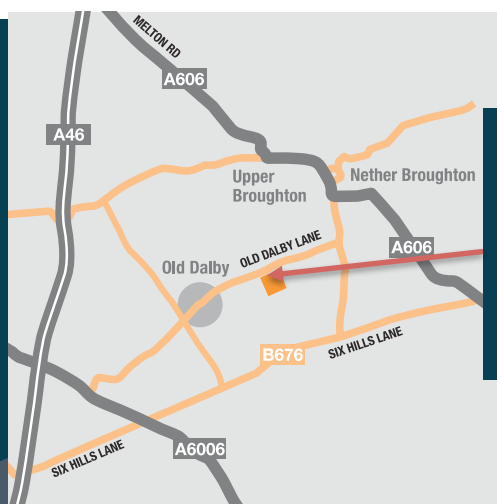 MELTON RD
A606
A46
Upper
Broughton
Nether Broughton
OLD DALBY LANE
A606
Old Dalby
SIX HILLS LANE
B676
A6006
SIX HILLS LANE